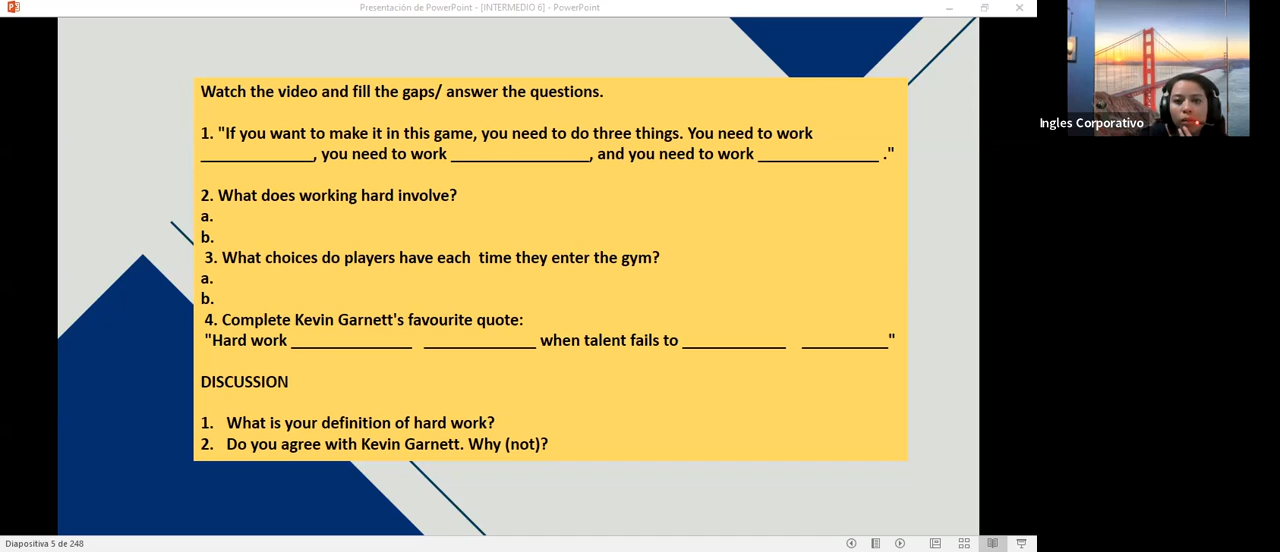 Presentación de PowerPoint - [INTERMEDIO 6] - PowerPoint
Watch the video and fill the gaps/ answer the questions.
1. "If you want to make it in this game, you need to do three things. You need to work
_____________, you need to work ________________, and you need to work ______________ ."
2. What does working hard involve?
a.
b.
3. What choices do players have each  time they enter the gym?
a.
b.
4. Complete Kevin Garnett's favourite quote:
"Hard work ______________ _____________ when talent fails to ____________ __________"
DISCUSSION
1. What is your definition of hard work?
2. Do you agree with Kevin Garnett. Why (not)?
Ingles Corporativo
Diapositiva 5 de 248